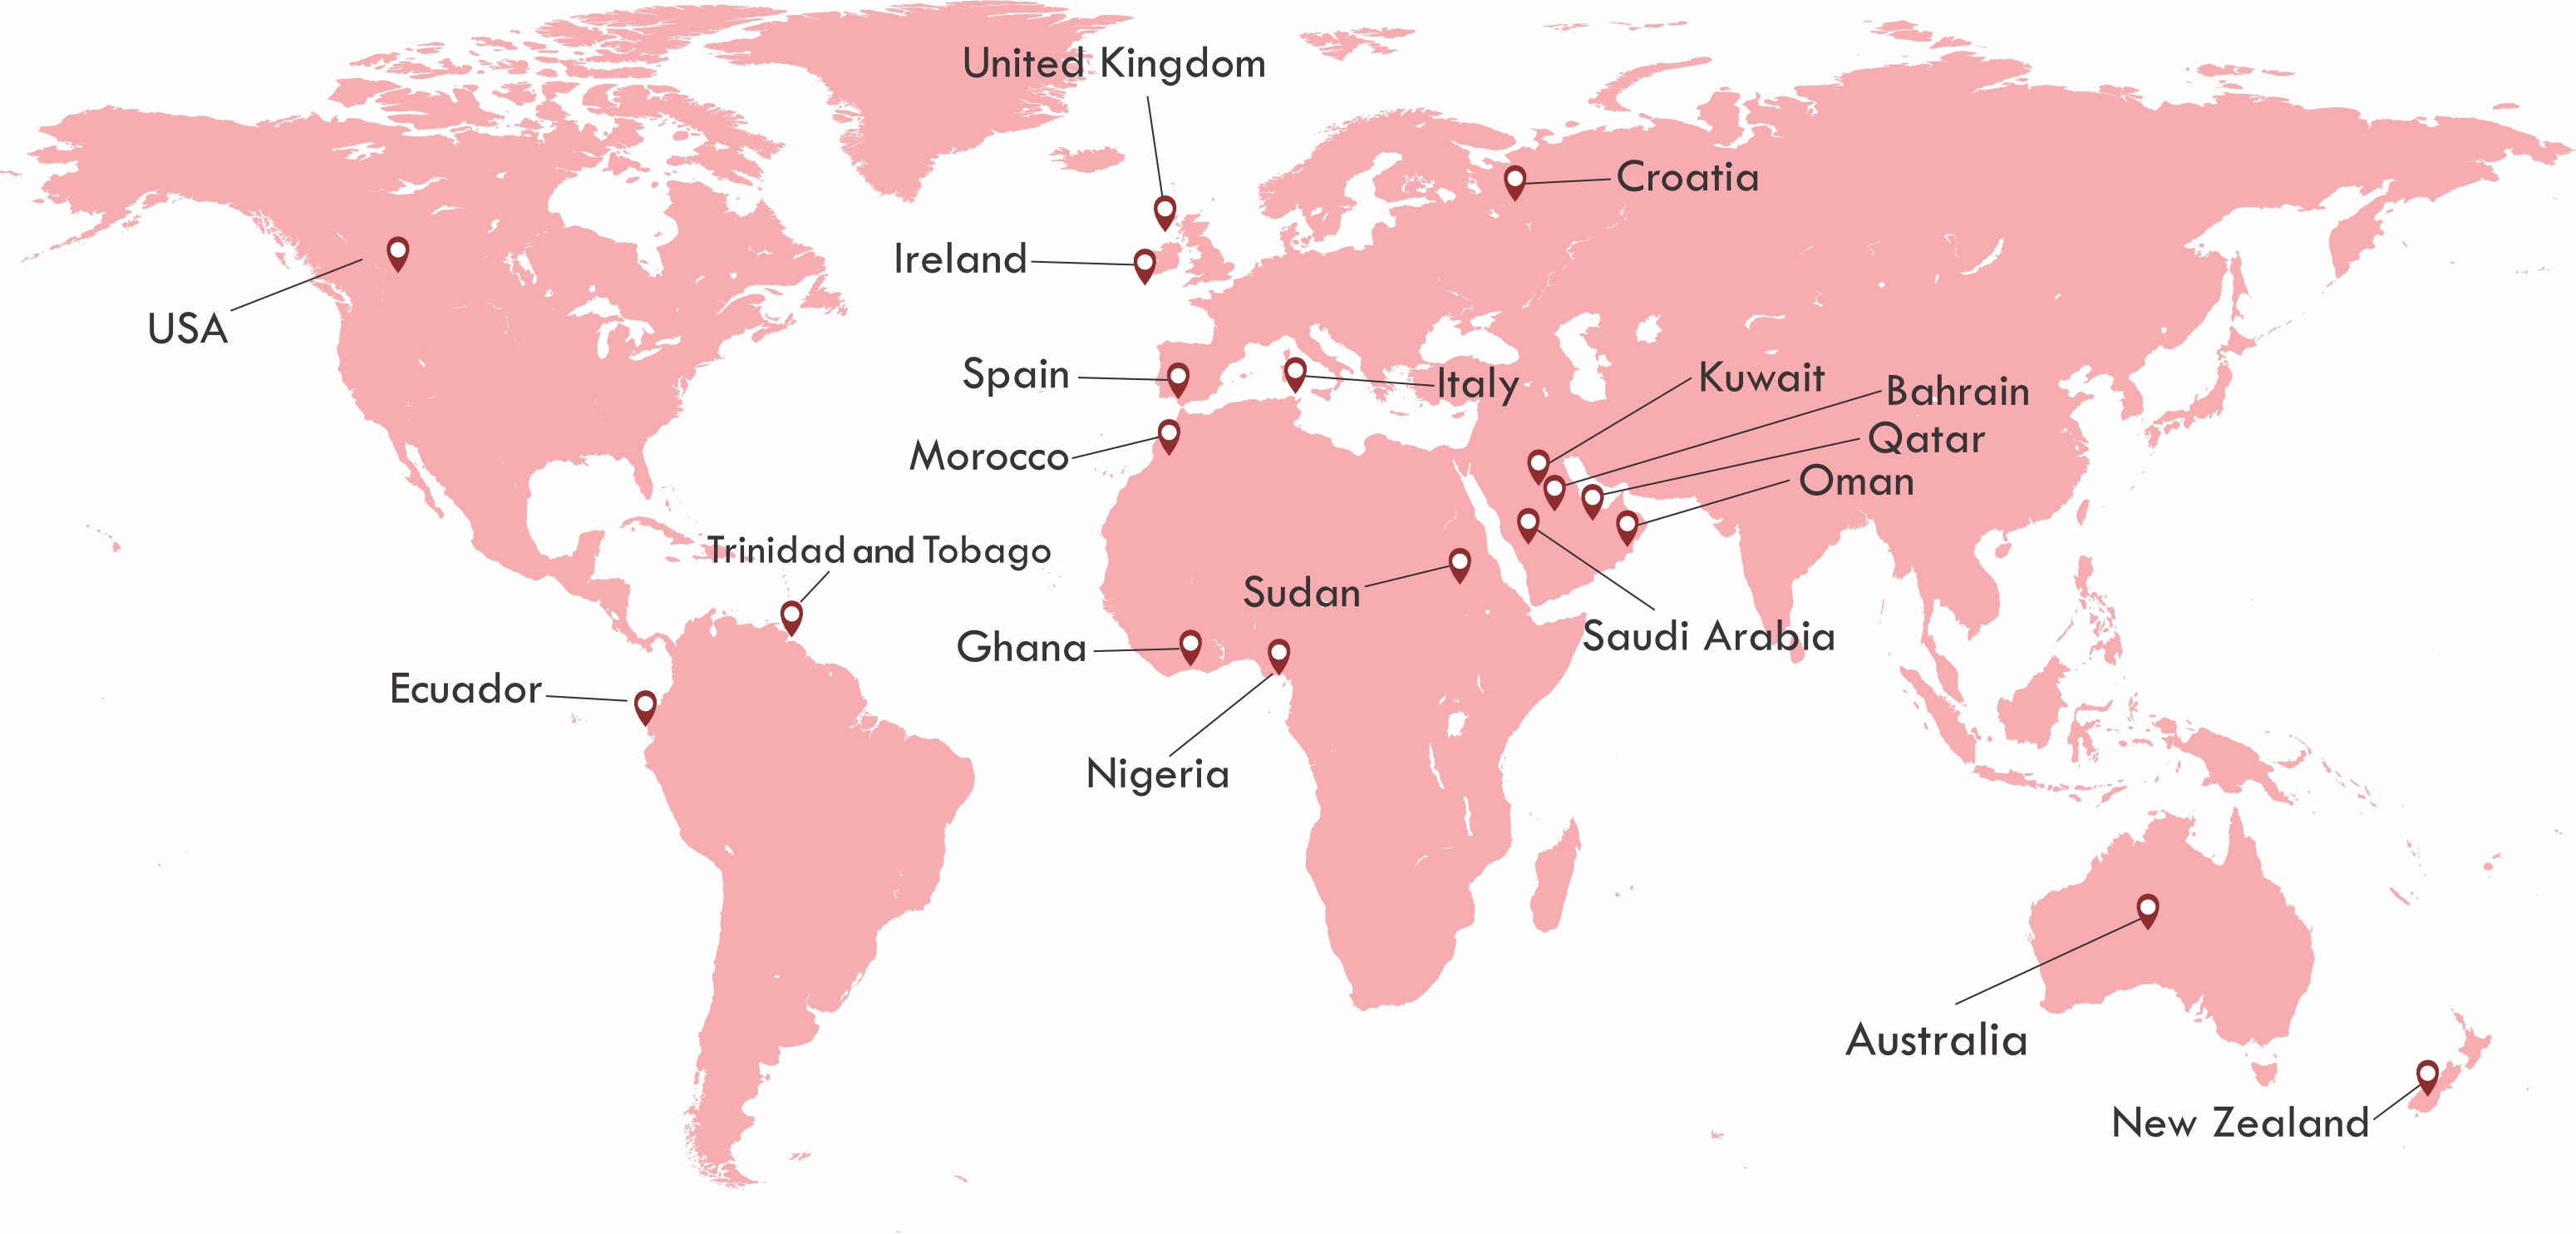 United Kingdom
Croatia
Ireland
USA
Spain
Italy
Kuwait
Bahrain
Morocco
Qatar
Oman
Trinidad and Tobago
Sudan
Saudi Arabia
Ghana
Ecuador
Nigeria
Australia
New Zealand